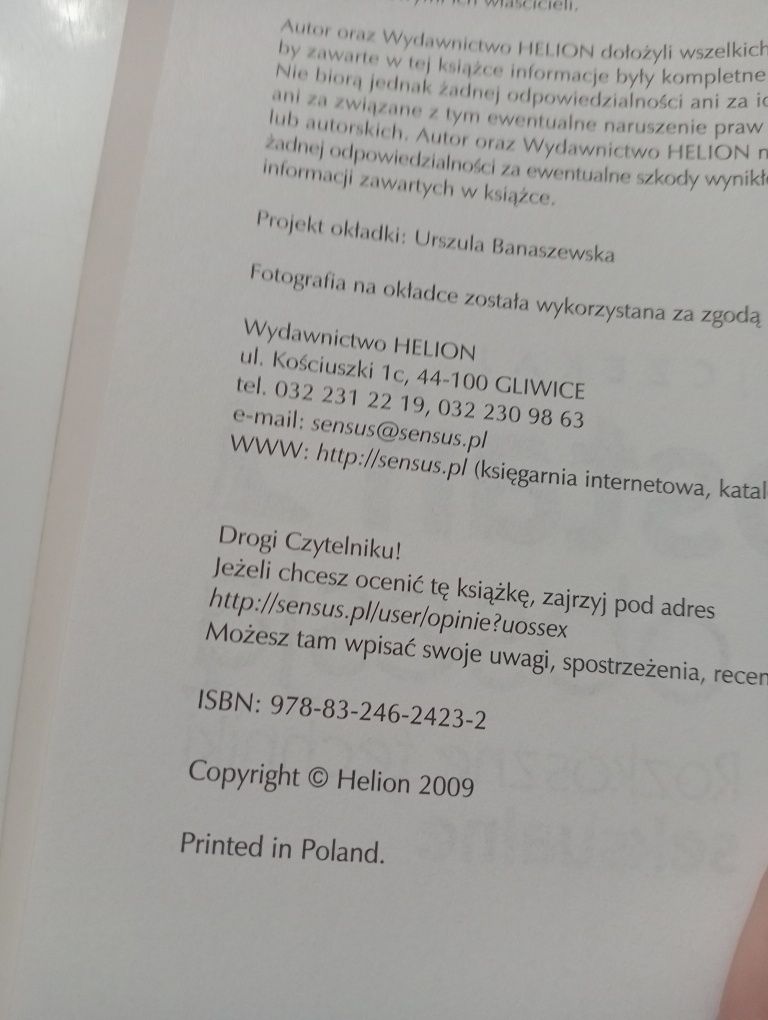 właścicieli.
Autor oraz Wydawnictwo HELION dołożyli wszelkich
by zawarte w tej książce informacje były kompletne
Nie biorą jednak żadnej odpowiedzialności ani za
ani za związane z tym ewentualne naruszenie praw
lub autorskich. Autor oraz Wydawnictwo HELION
żadnej odpowiedzialności za ewentualne szkody
informacji zawartych w książce.
Projekt okładki: Urszula Banaszewska
Fotografia na okładce została wykorzystana za zgodą
Wydawnictwo HELION
ul. Kościuszki 1c, 44-100 GLIWICE
tel. 032 231 22 19, 032 230 98 63
e-mail: sensus@sensus.pl
WWW: http://sensus.pl (księgarnia internetowa,
Drogi Czytelniku!
Jeżeli chcesz ocenić tę książkę, zajrzyj pod adres
http://sensus.pl/user/opinie?uossex
Możesz tam wpisać swoje uwagi, spostrzeżenia,
ISBN: 978-83-246-2423-2
Copyright © Helion 2009
Printed in Poland.